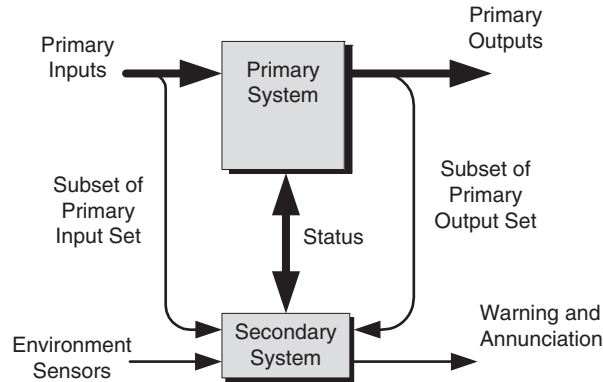 Primary
Inputs
Primary
System
Primary
Outputs
Subset of
Primary
Input Set
Status
Subset of
Primary
Output Set
Environment
Sensors
Secondary
System
Warning and
Annunciation